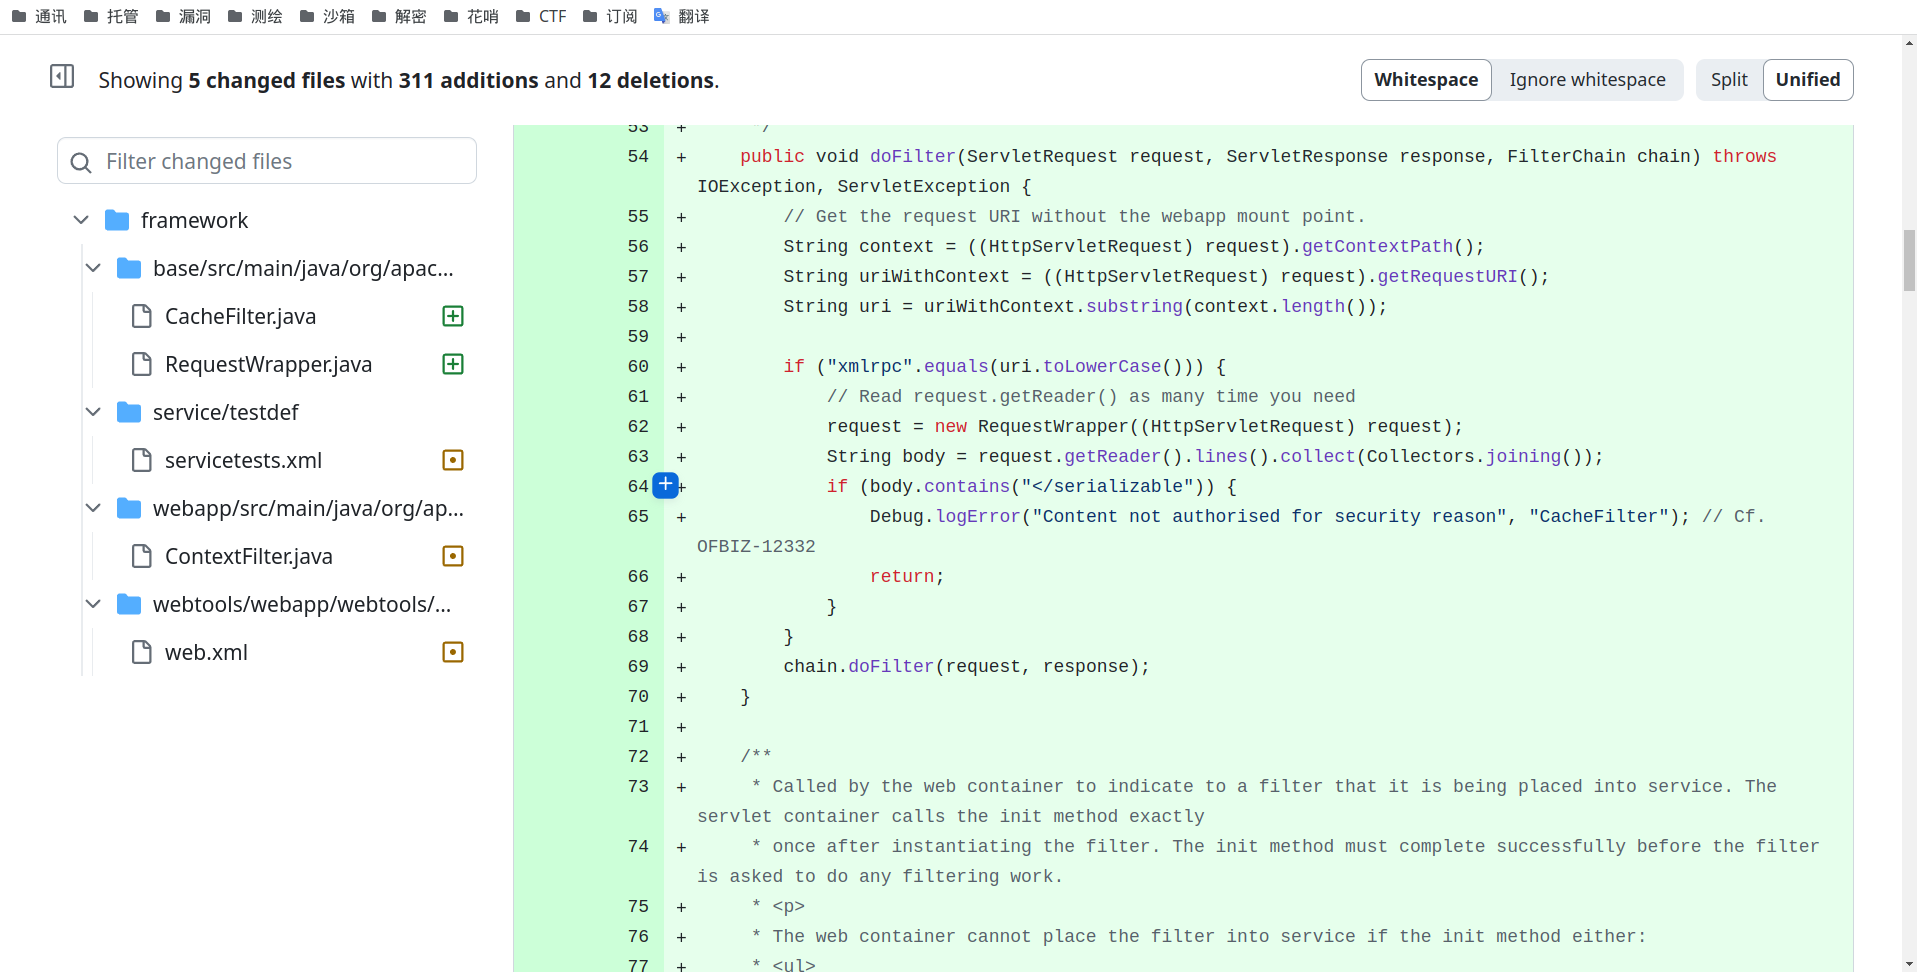 通讯 托管 漏洞 测绘 沙箱 解密 花哨 CTF 订阅 翻译
Showing 5 changed files with 311 additions and 12 deletions.
Whitespace Ignore whitespace Split Unified
Filter changed files
framework
base/src/main/java/org/apac...
CacheFilter.java
RequestWrapper.java
service/testdef
servicetests.xml
webapp/src/main/java/org/ap...
ContextFilter.java
webtools/webapp/webtools/...
web.xml
53 + */
54 + public void doFilter(ServletRequest request, ServletResponse response, FilterChain chain) throws
IOException, ServletException {
55 + // Get the request URI without the webapp mount point.
56 + String context = ((HttpServletRequest) request).getContextPath();
57 + String uriWithContext = ((HttpServletRequest) request).getRequestURI();
58 + String uri = uriWithContext.substring(context.length());
59 +
60 + if ("xmlrpc".equals(uri.toLowerCase())) {
61 + // Read request.getReader() as many time you need
62 + request = new RequestWrapper((HttpServletRequest) request);
63 + String body = request.getReader().lines().collect(Collectors.joining());
64 + if (body.contains("</serializable")) {
65 + Debug.logError("Content not authorised for security reason", "CacheFilter"); // Cf.
OFBIZ-12332
66 + return;
67 + }
68 + }
69 + chain.doFilter(request, response);
70 + }
71 +
72 + /**
73 + * Called by the web container to indicate to a filter that it is being placed into service. The
servlet container calls the init method exactly
74 + * once after instantiating the filter. The init method must complete successfully before the filter
is asked to do any filtering work.
75 + * <p>
76 + * The web container cannot place the filter into service if the init method either:
77 + * <ul>